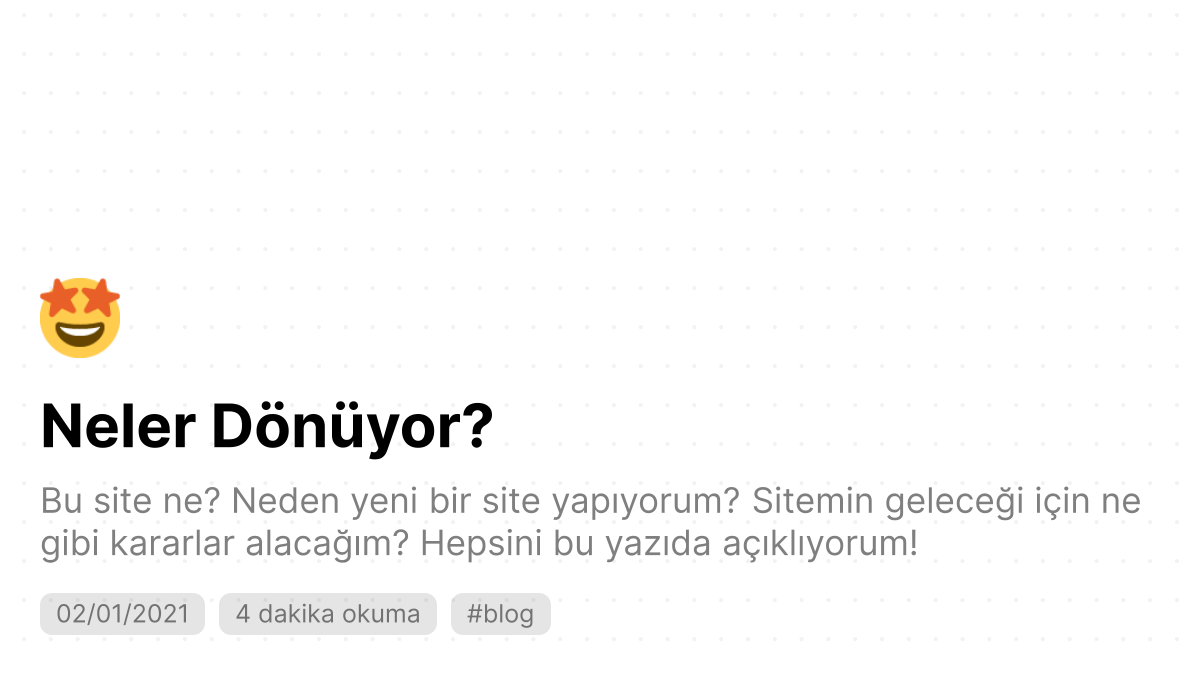 Neler Dönüyor?
Bu site ne? Neden yeni bir site yapıyorum? Sitemin geleceği için ne
gibi kararlar alacağım? Hepsini bu yazıda açıklıyorum!
02/01/2021 4 dakika okuma #blog